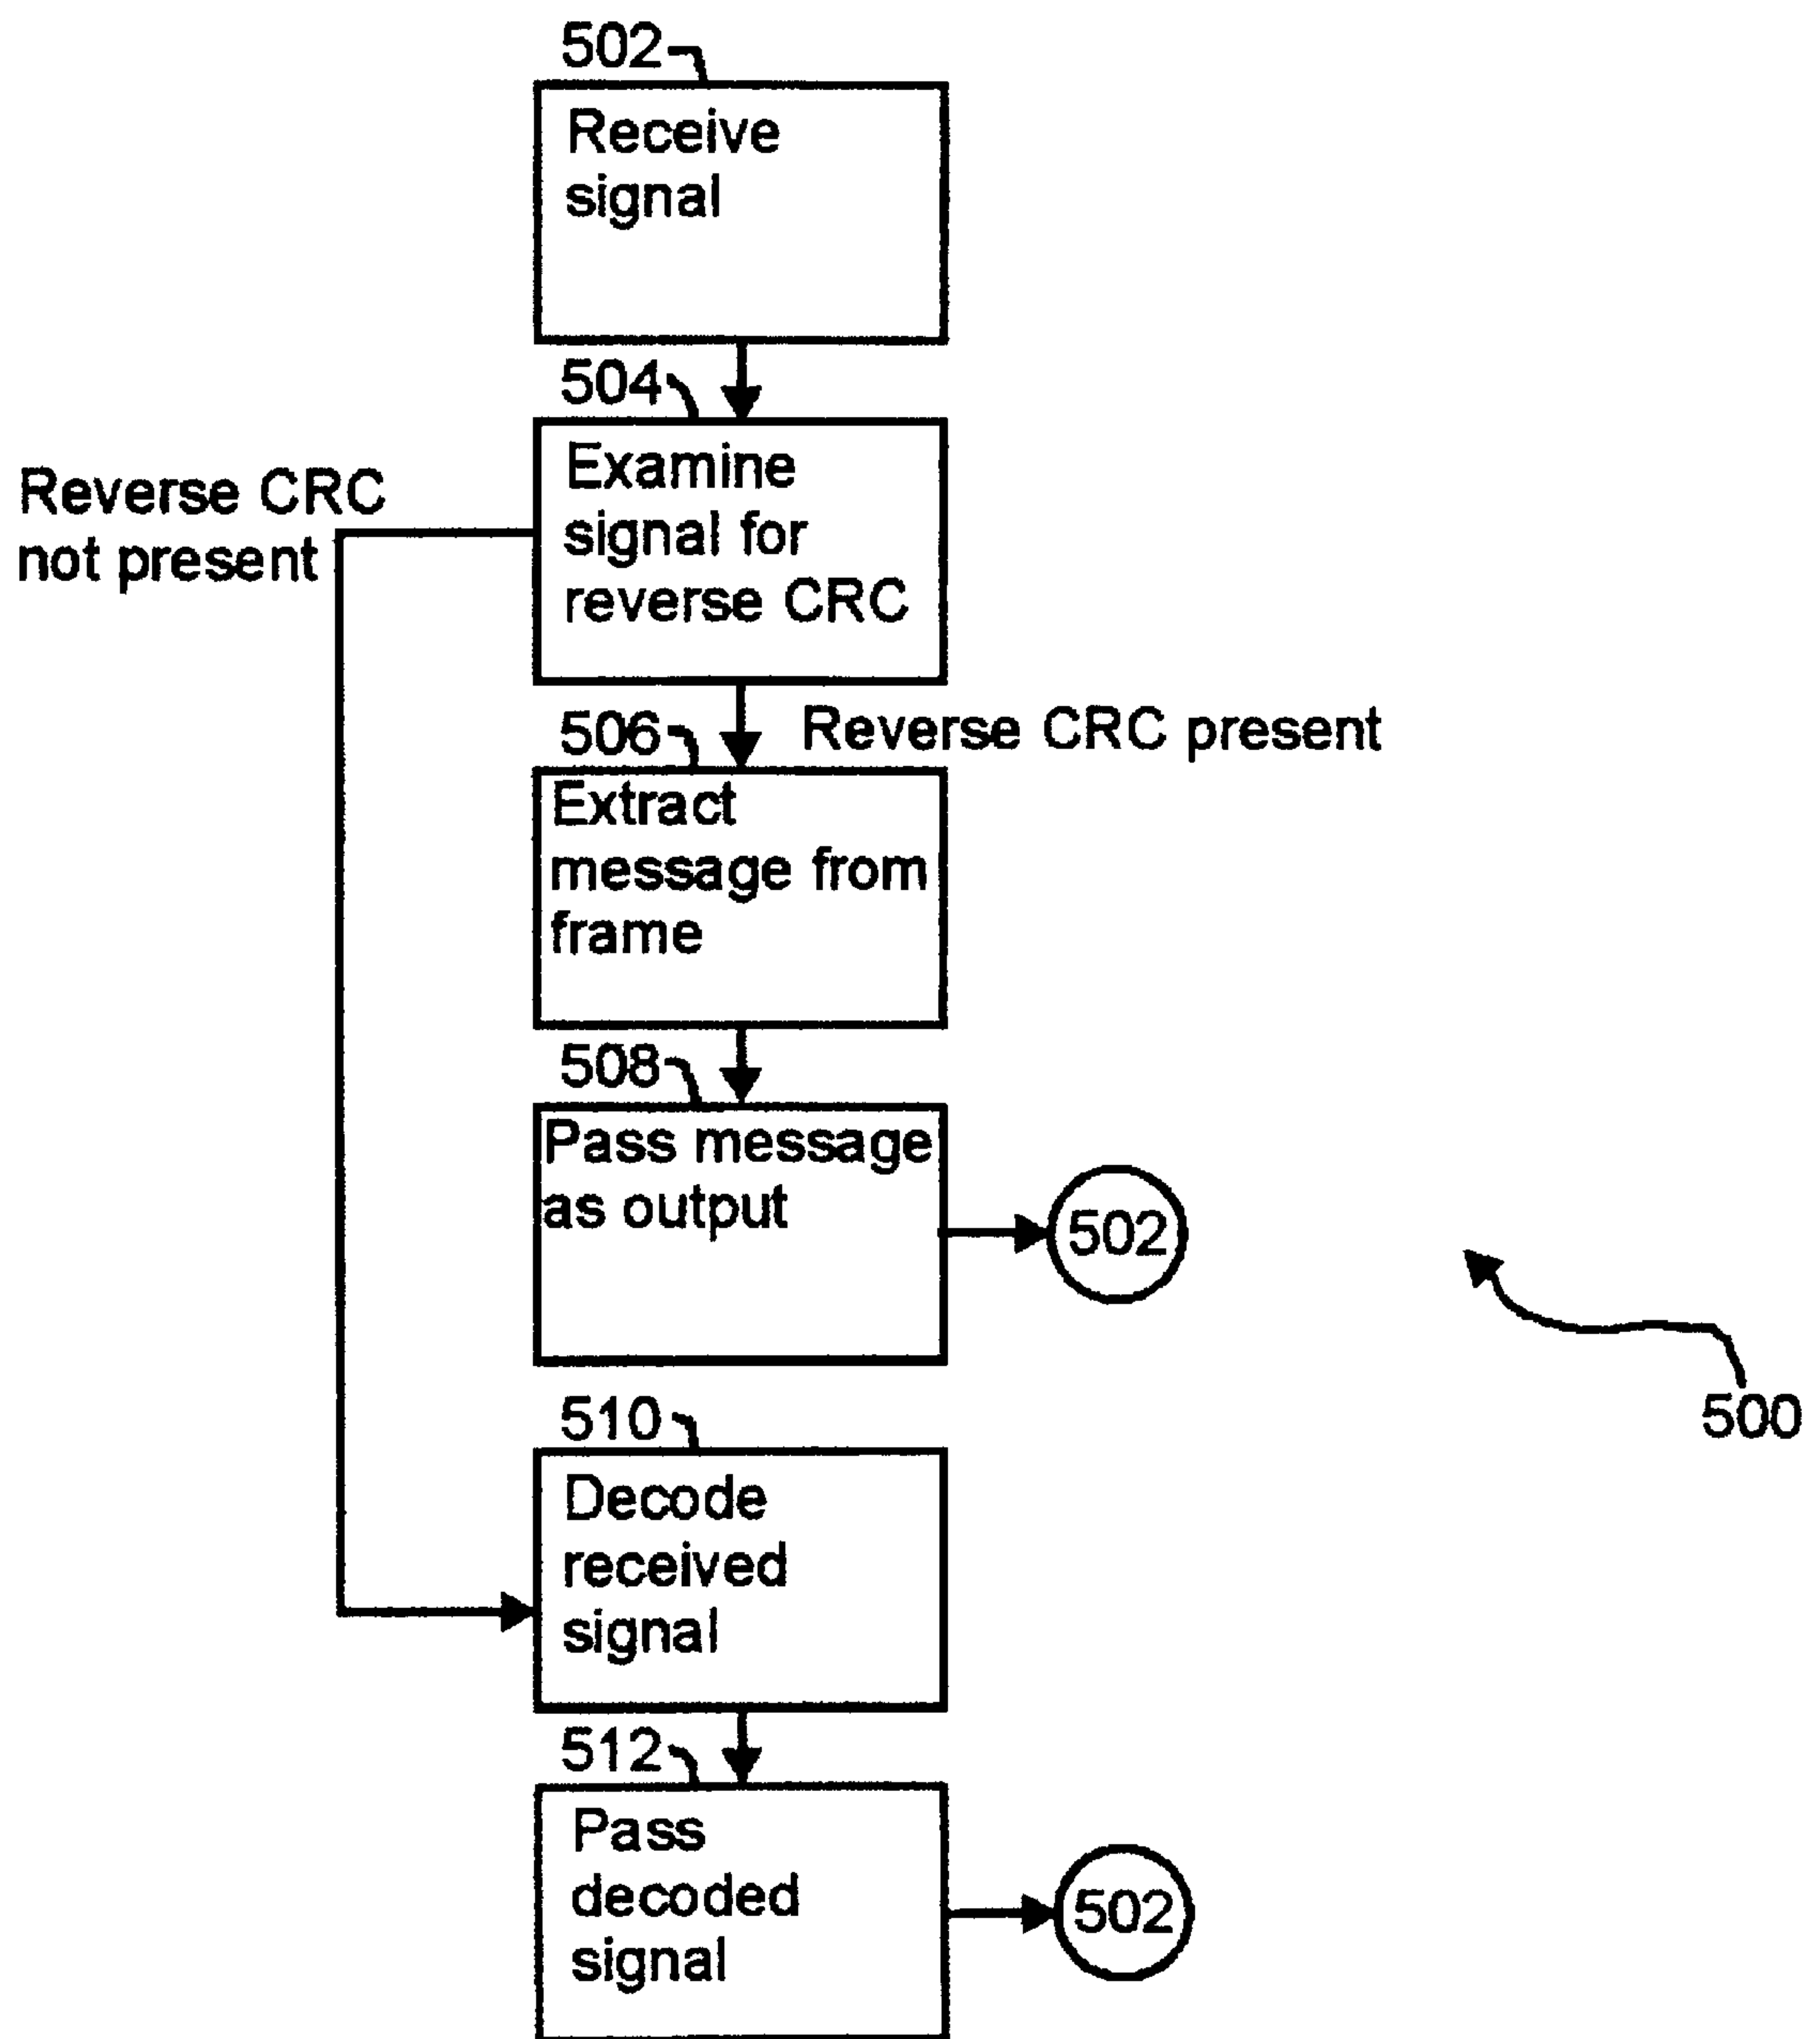 502
Receive
signal
504
Examine
signal for
reverse CRC
Reverse CRC
not present
506
Reverse CRC present
Extract
message from
frame
508
Pass message
as output
502
500
510
Decode
received
signal
512
Pass
decoded
signal
502